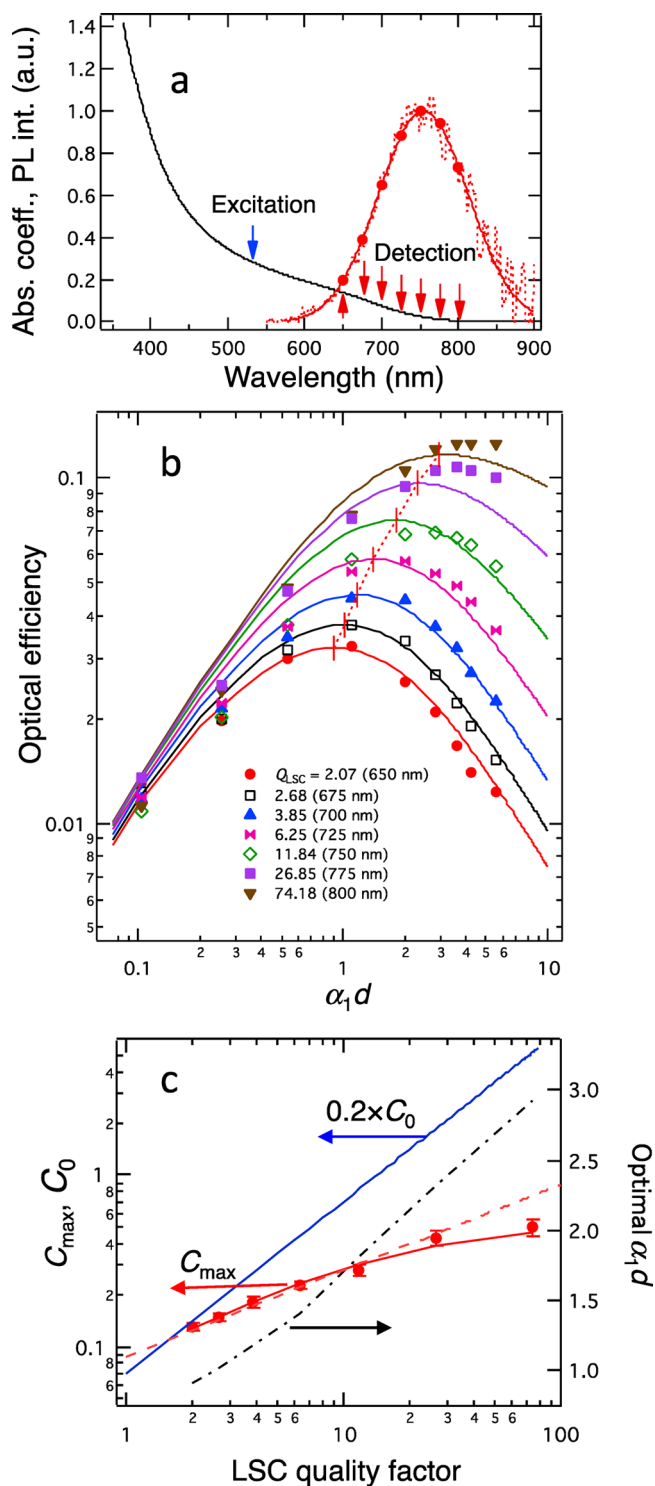 a
1.4
1.2
1.0
0.8
0.6
0.4
0.2
0.0
Abs. coeff., PL int. (a.u.)
Excitation
Detection
400 500 600 700 800 900
Wavelength (nm)
b
0.1
9
8
7
6
5
4
3
2
0.01
9
8
7
6
5
Optical efficiency
Q_LSC = 2.07 (650 nm)
2.68 (675 nm)
3.85 (700 nm)
6.25 (725 nm)
11.84 (750 nm)
26.85 (775 nm)
74.18 (800 nm)
0.1 2 3 4 5 6 1 2 3 4 5 6 10
α₁d
c
4
2
1
8
6
4
2
0.1
8
6
C_max, C₀
0.2×C₀
C_max
3.0
2.5
2.0
1.5
1.0
Optimal α₁d
1 2 3 4 5 6 10 2 3 4 5 6 100
LSC quality factor